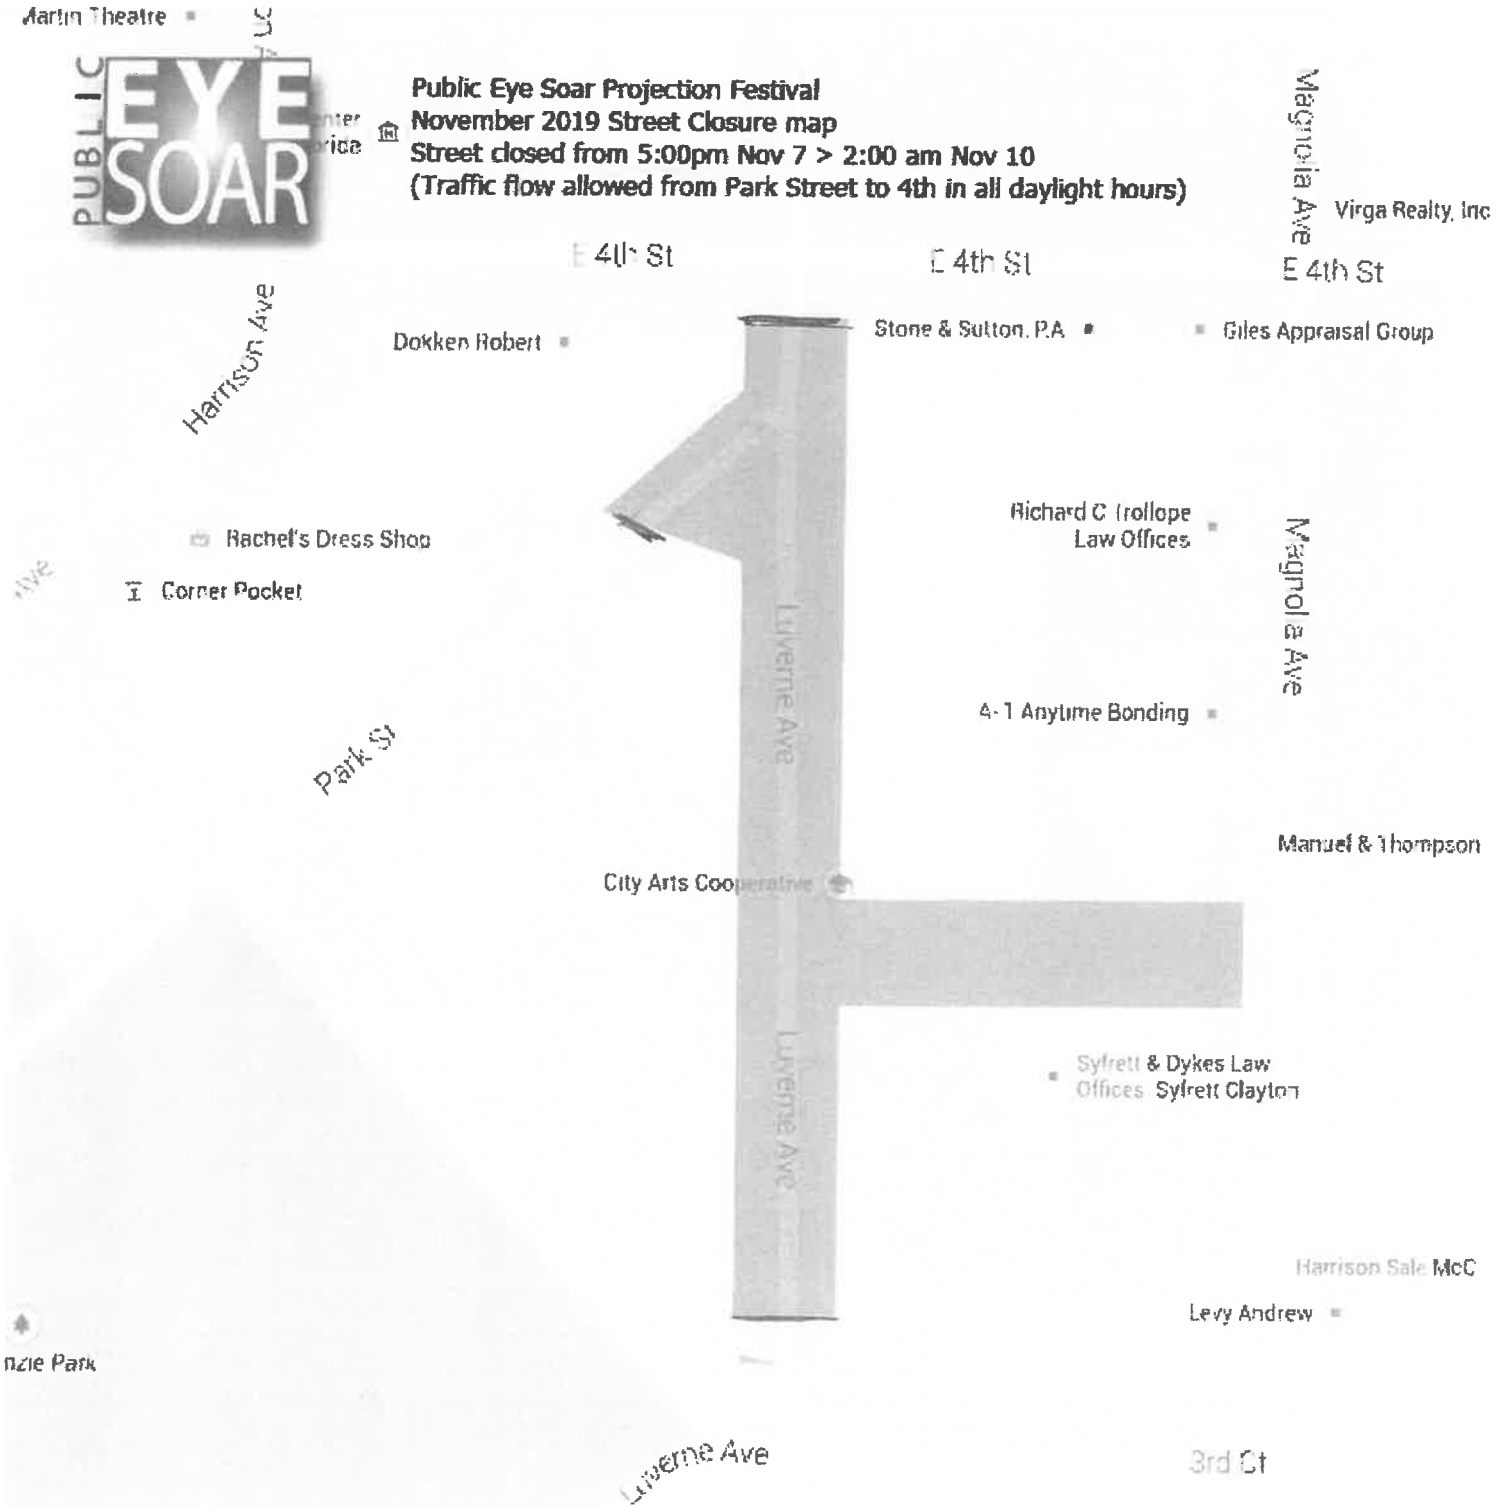 Martin Theatre
PUBLIC
EYE
SOAR
Public Eye Soar Projection Festival
November 2019 Street Closure map
Street closed from 5:00pm Nov 7 > 2:00 am Nov 10
(Traffic flow allowed from Park Street to 4th in all daylight hours)
Magnolia Ave
Virga Realty, Inc
E 4th St
E 4th St
E 4th St
Harrison Ave
Dokken Robert
Stone & Sutton, P.A
Giles Appraisal Group
Rachel's Dress Shop
Ave
Corner Pocket
Richard C Trollope
Law Offices
Magnolia Ave
Luverne Ave
A-1 Anytime Bonding
Park St
Manuel & Thompson
City Arts Cooperative
Luverne Ave
Syfrett & Dykes Law
Offices Syfrett Clayton
Harrison Sale McC
Levy Andrew
nzie Park
Luverne Ave
3rd Ct